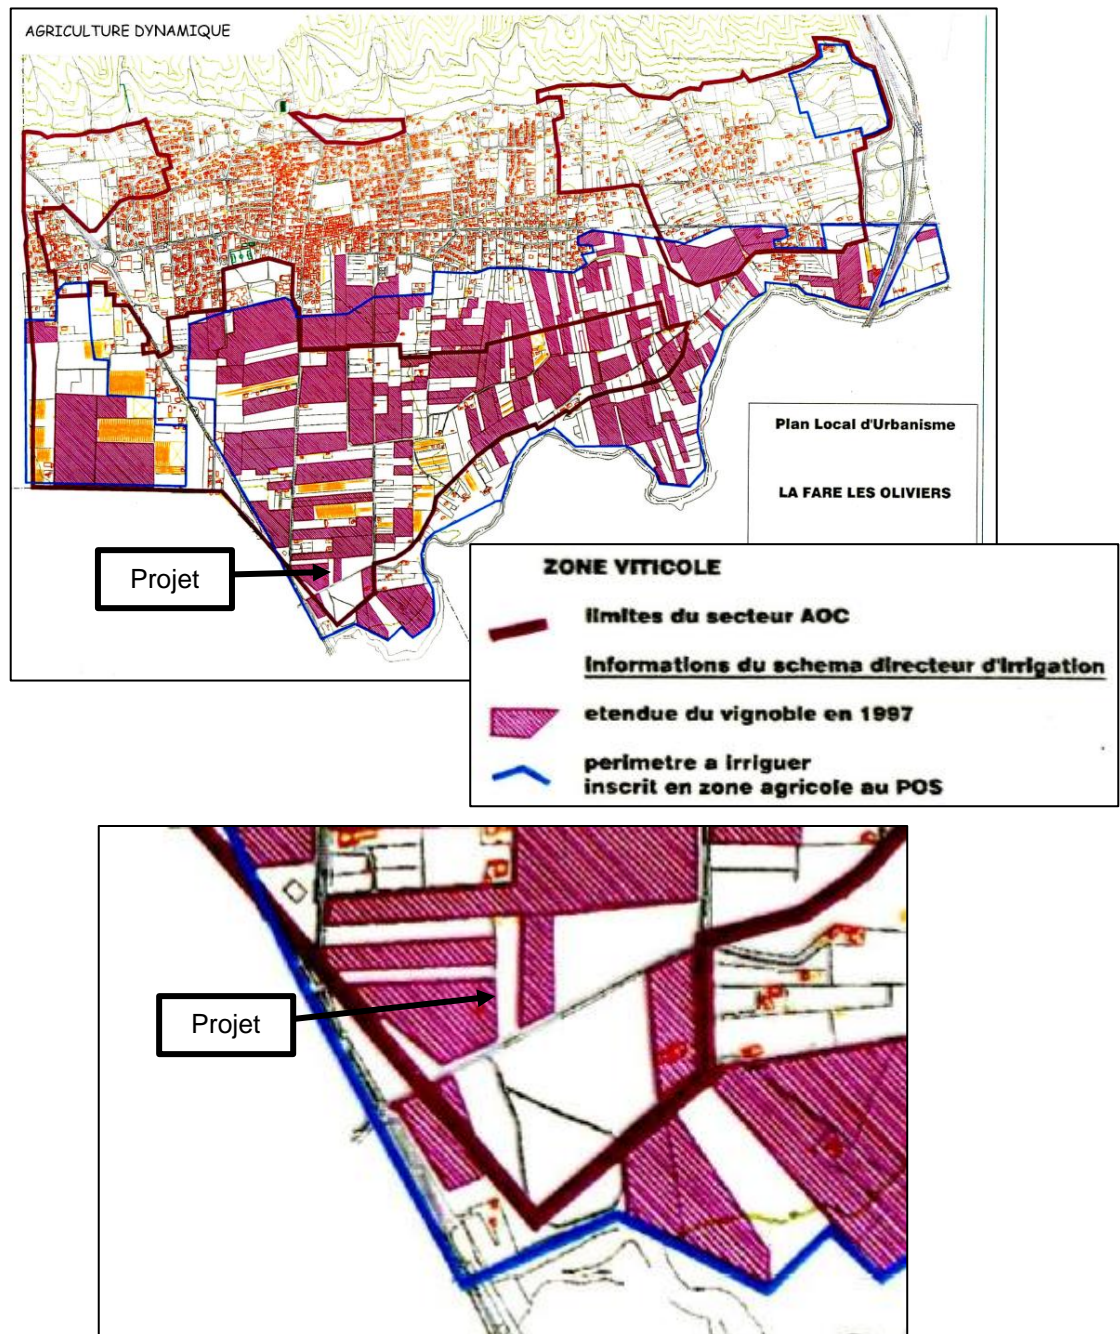 AGRICULTURE DYNAMIQUE
Plan Local d'Urbanisme
LA FARE LES OLIVIERS
Projet
ZONE VITICOLE
limites du secteur AOC
informations du schema directeur d'irrigation
etendue du vignoble en 1997
perimetre a irriguer
inscrit en zone agricole au POS
Projet